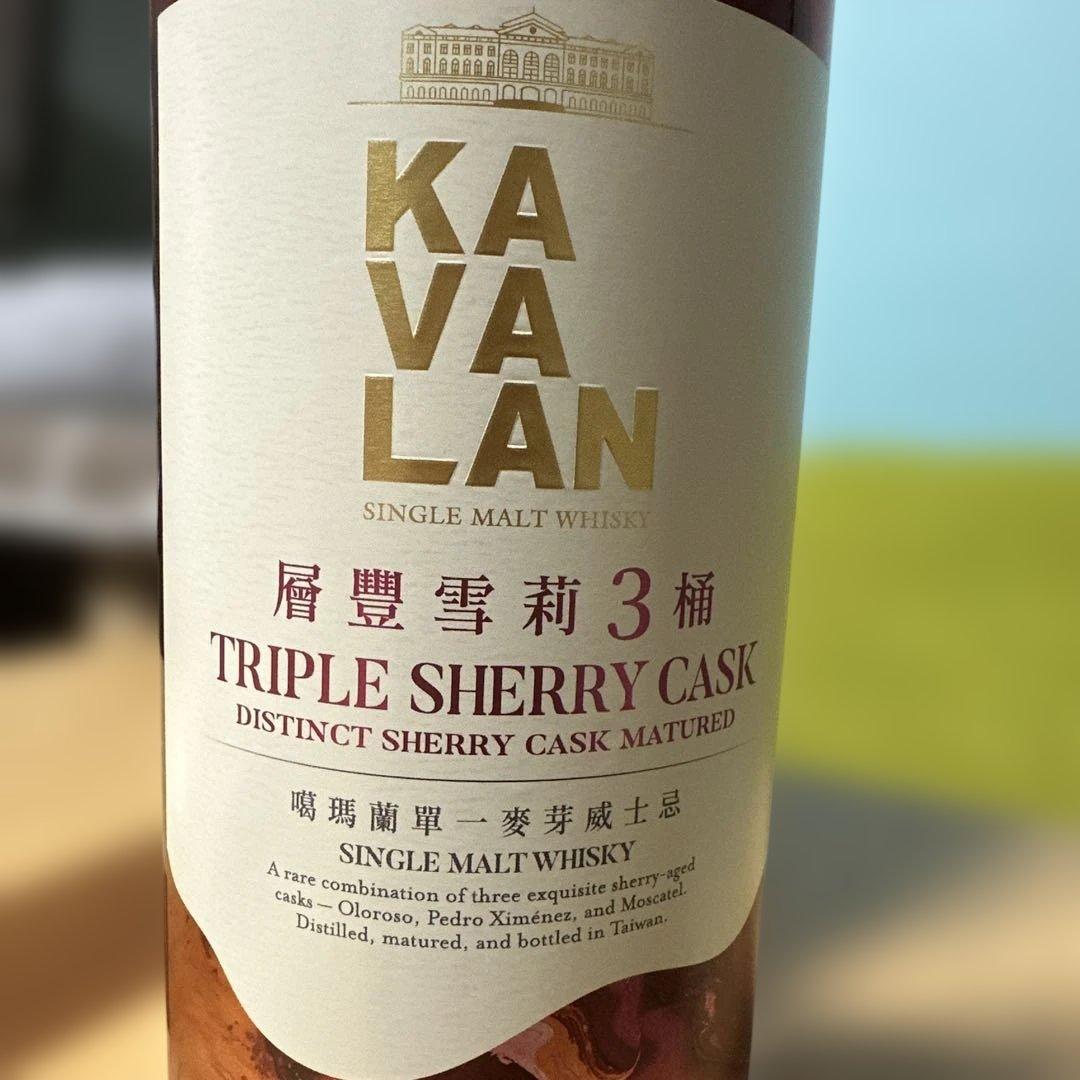 KA
VA
LAN
SINGLE MALT WHISKY
層豐雪莉3桶
TRIPLE SHERRY CASK
DISTINCT SHERRY CASK MATURED
噶瑪蘭單一麥芽威士忌
SINGLE MALT WHISKY
A rare combination of three exquisite sherry-aged
casks – Oloroso, Pedro Ximénez, and Moscatel.
Distilled, matured, and bottled in Taiwan.